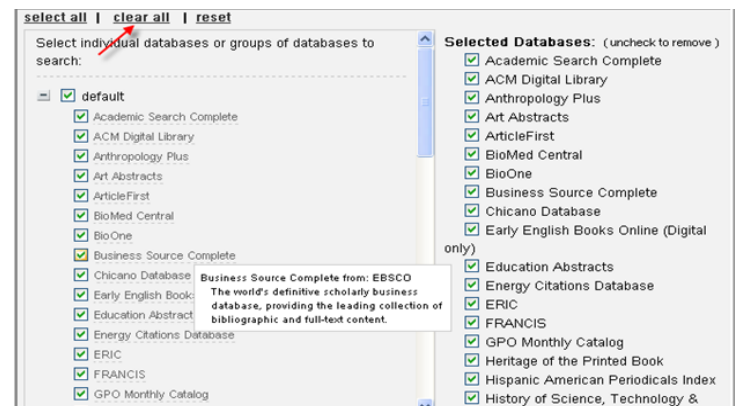 select all | clear all | reset
Select individual databases or groups of databases to
search:
default
Academic Search Complete
ACM Digital Library
Anthropology Plus
Art Abstracts
ArticleFirst
BioMed Central
BioOne
Business Source Complete
Chicano Database
Early English Book
Education Abstract
Energy Citations Database
ERIC
FRANCIS
GPO Monthly Catalog
Business Source Complete from: EBSCO
The world's definitive scholarly business
database, providing the leading collection of
bibliographic and full-text content.
Selected Databases: (uncheck to remove )
Academic Search Complete
ACM Digital Library
Anthropology Plus
Art Abstracts
ArticleFirst
BioMed Central
BioOne
Business Source Complete
Chicano Database
Early English Books Online (Digital
only)
Education Abstracts
Energy Citations Database
ERIC
FRANCIS
GPO Monthly Catalog
Heritage of the Printed Book
Hispanic American Periodicals Index
History of Science, Technology &